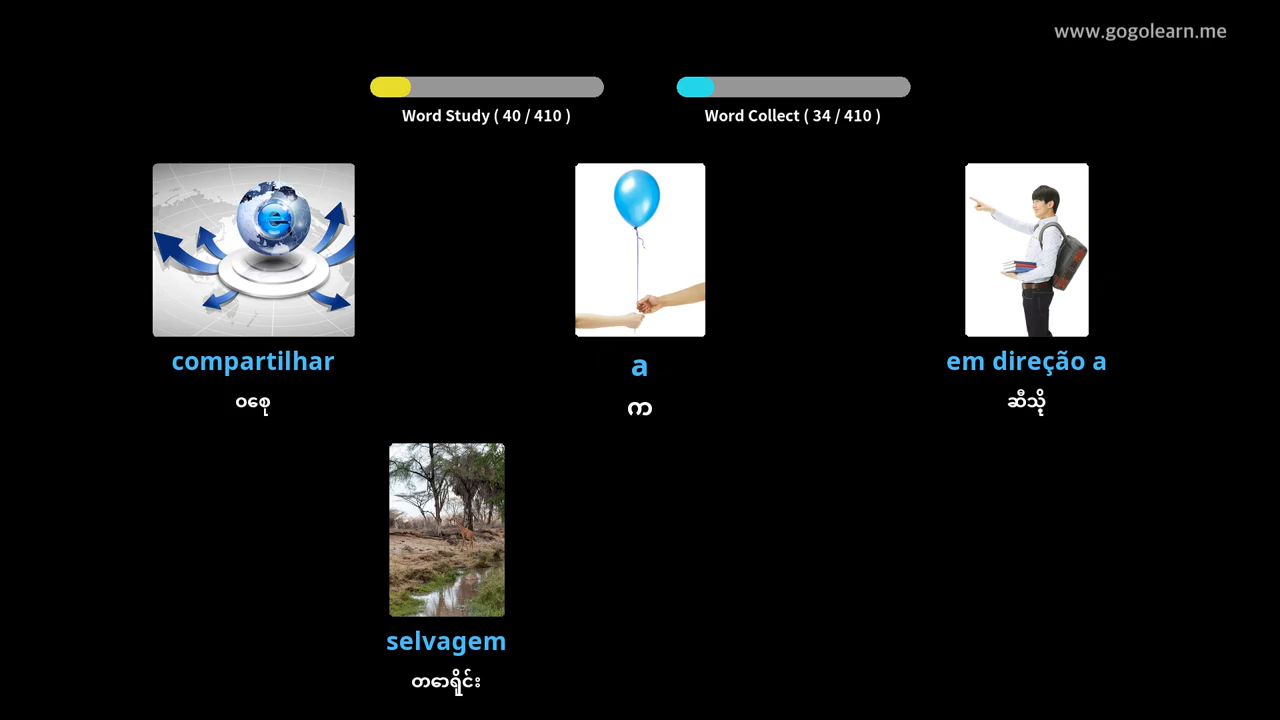 www.gogolearn.me
Word Study ( 40 / 410 )
Word Collect ( 34 / 410 )
e
compartilhar
ဝေစု
a
က
em direção a
ဆီသို့
selvagem
တောရိုင်း